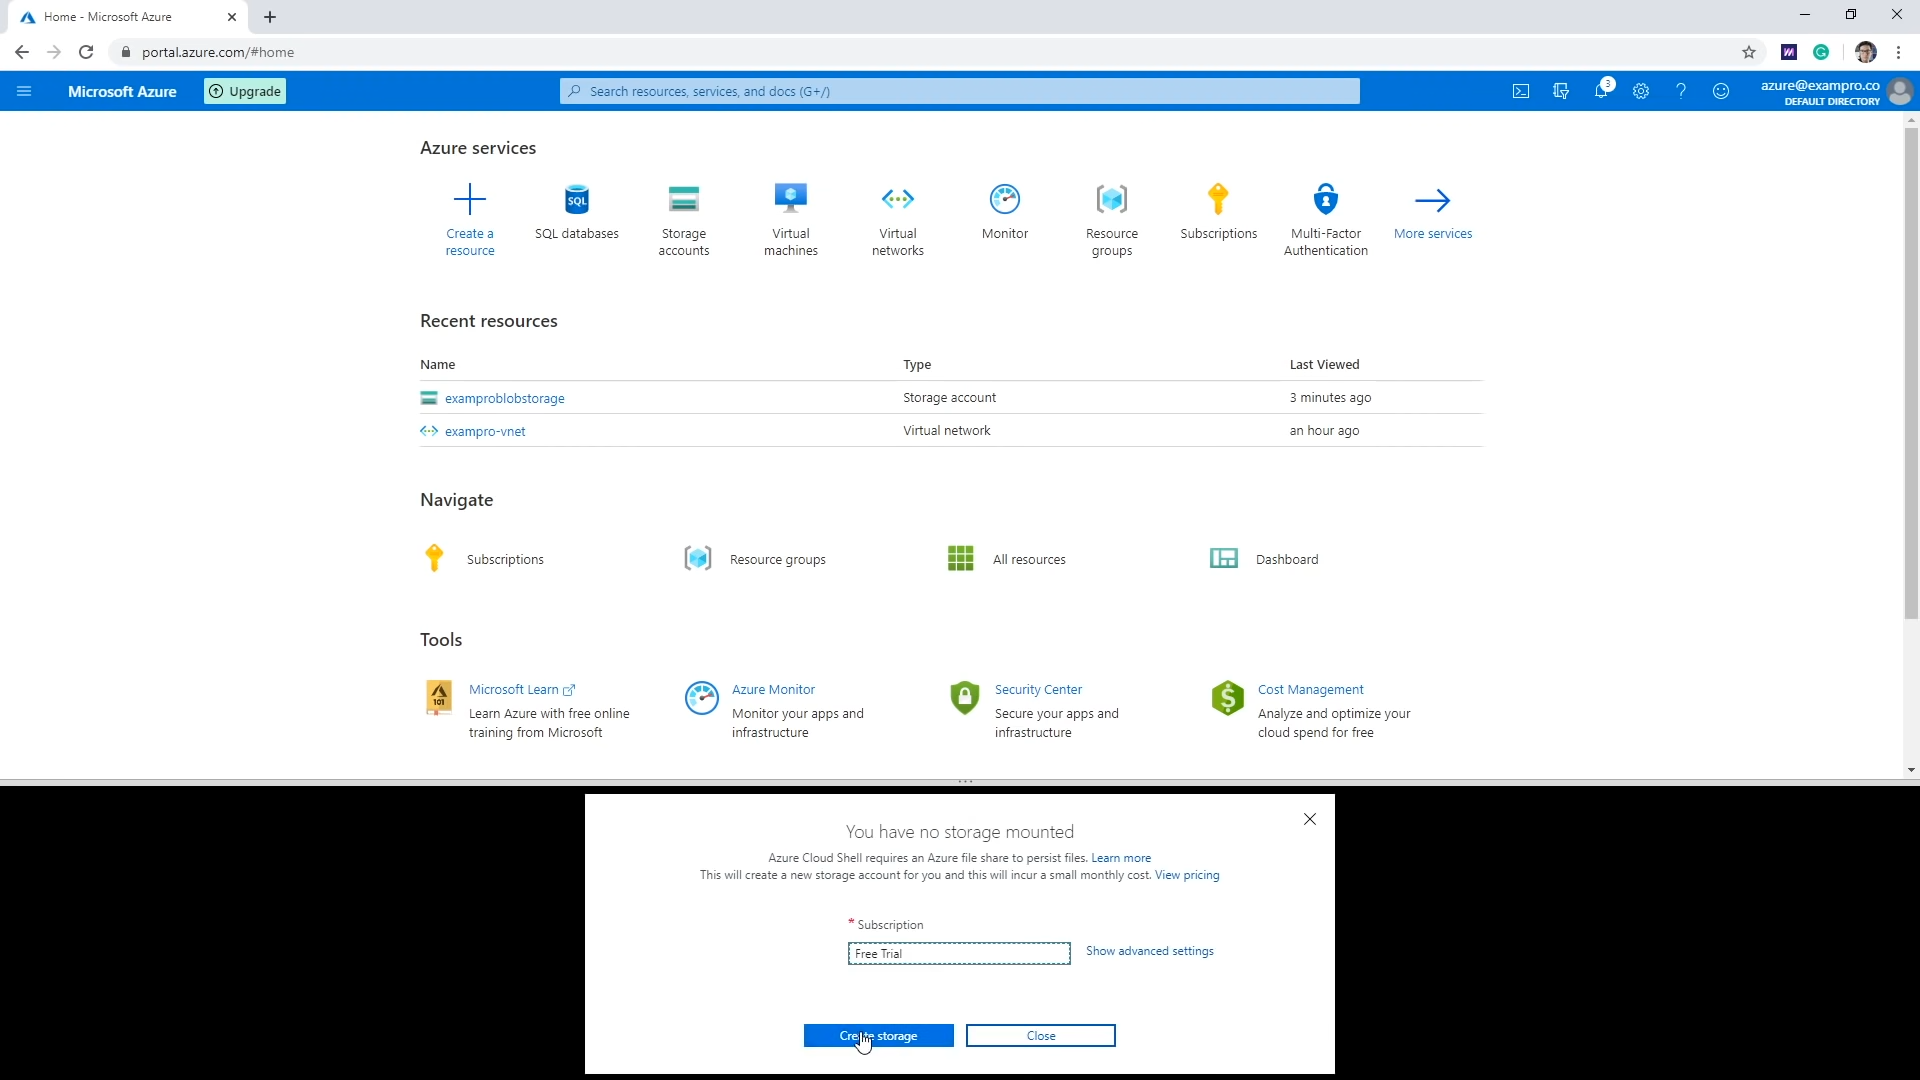 Home - Microsoft Azure
portal.azure.com/#home
Microsoft Azure
Upgrade
Search resources, services, and docs (G+/)
3
azure@exampro.co
DEFAULT DIRECTORY
Azure services
Create a
resource
SQL
SQL databases
Storage
accounts
Virtual
machines
Virtual
networks
Monitor
Resource
groups
Subscriptions
Multi-Factor
Authentication
More services
Recent resources
Name Type Last Viewed
examproblobstorage Storage account 3 minutes ago
exampro-vnet Virtual network an hour ago
Navigate
Subscriptions
Resource groups
All resources
Dashboard
Tools
101
Microsoft Learn
Learn Azure with free online
training from Microsoft
Azure Monitor
Monitor your apps and
infrastructure
Security Center
Secure your apps and
infrastructure
Cost Management
Analyze and optimize your
cloud spend for free
You have no storage mounted
Azure Cloud Shell requires an Azure file share to persist files. Learn more
This will create a new storage account for you and this will incur a small monthly cost. View pricing
* Subscription
Free Trial
Show advanced settings
Create storage
Close